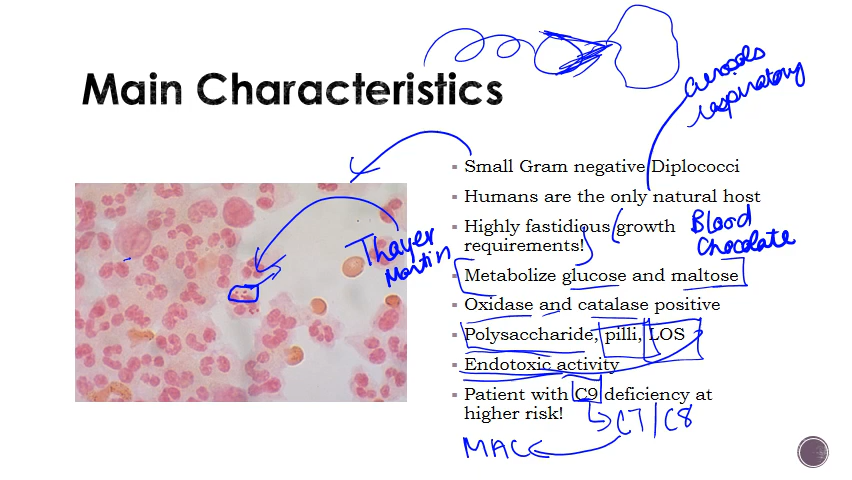 Main Characteristics
aerosols
respiratory
Small Gram negative Diplococci
Humans are the only natural host
Highly fastidious growth
requirements!
Blood
Chocolate
Thayer
Martin
Metabolize glucose and maltose
Oxidase and catalase positive
Polysaccharide, pilli, LOS
Endotoxic activity
Patient with C9 deficiency at
higher risk!
C7/C8
MAC